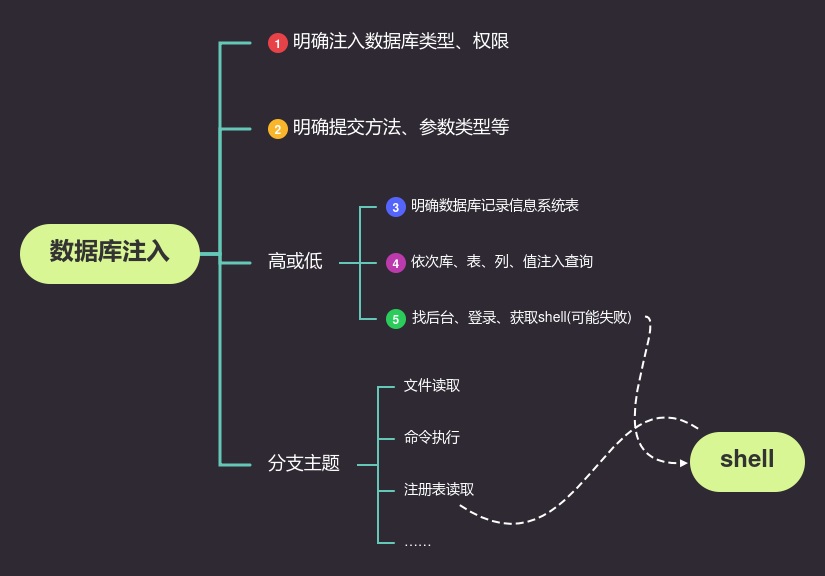 数据库注入
1 明确注入数据库类型、权限
2 明确提交方法、参数类型等
高或低
3 明确数据库记录信息系统表
4 依次库、表、列、值注入查询
5 找后台、登录、获取shell(可能失败)
分支主题
文件读取
命令执行
注册表读取
……
shell